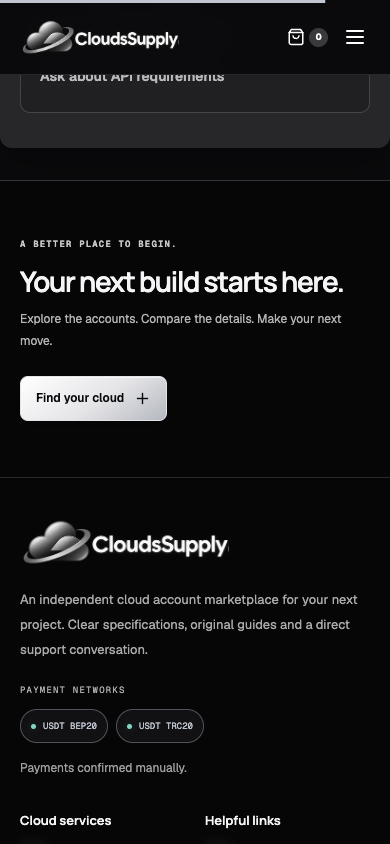 CloudsSupply
0
Ask about API requirements
A BETTER PLACE TO BEGIN.
Your next build starts here.
Explore the accounts. Compare the details. Make your next
move.
Find your cloud +
CloudsSupply
An independent cloud account marketplace for your next
project. Clear specifications, original guides and a direct
support conversation.
PAYMENT NETWORKS
USDT BEP20 USDT TRC20
Payments confirmed manually.
Cloud services Helpful links